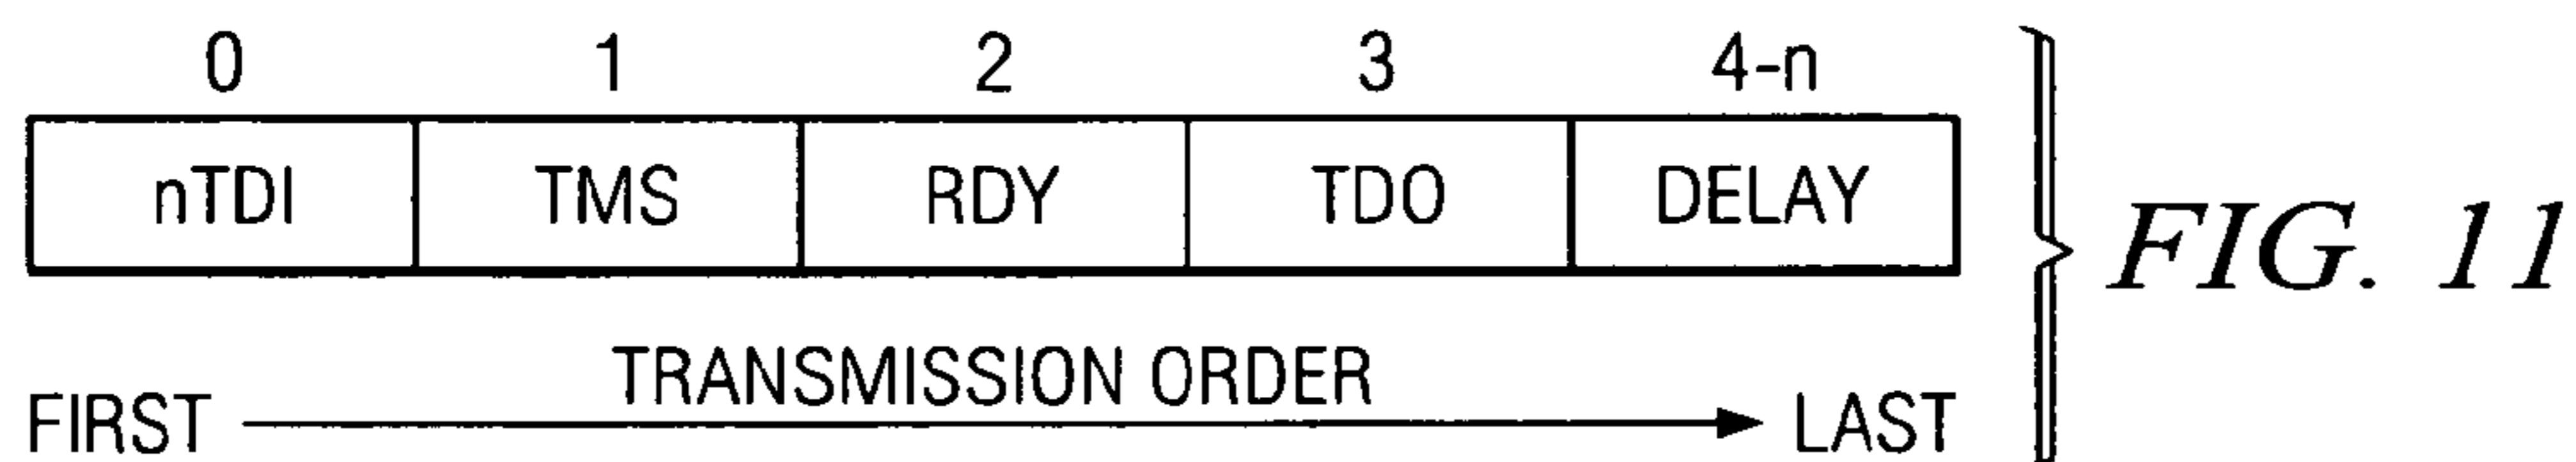 0 1 2 3 4-n
nTDI TMS RDY TDO DELAY
FIG. 11
TRANSMISSION ORDER
FIRST LAST